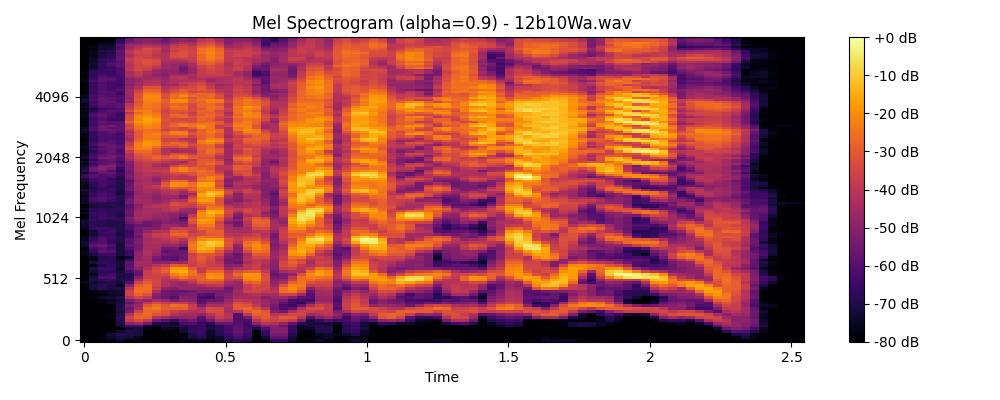 Mel Spectrogram (alpha=0.9) - 12b10Wa.wav
+0 dB
-10 dB
-20 dB
-30 dB
-40 dB
-50 dB
-60 dB
-70 dB
-80 dB
4096
2048
1024
512
0
Mel Frequency
0
0.5
1
1.5
2
2.5
Time